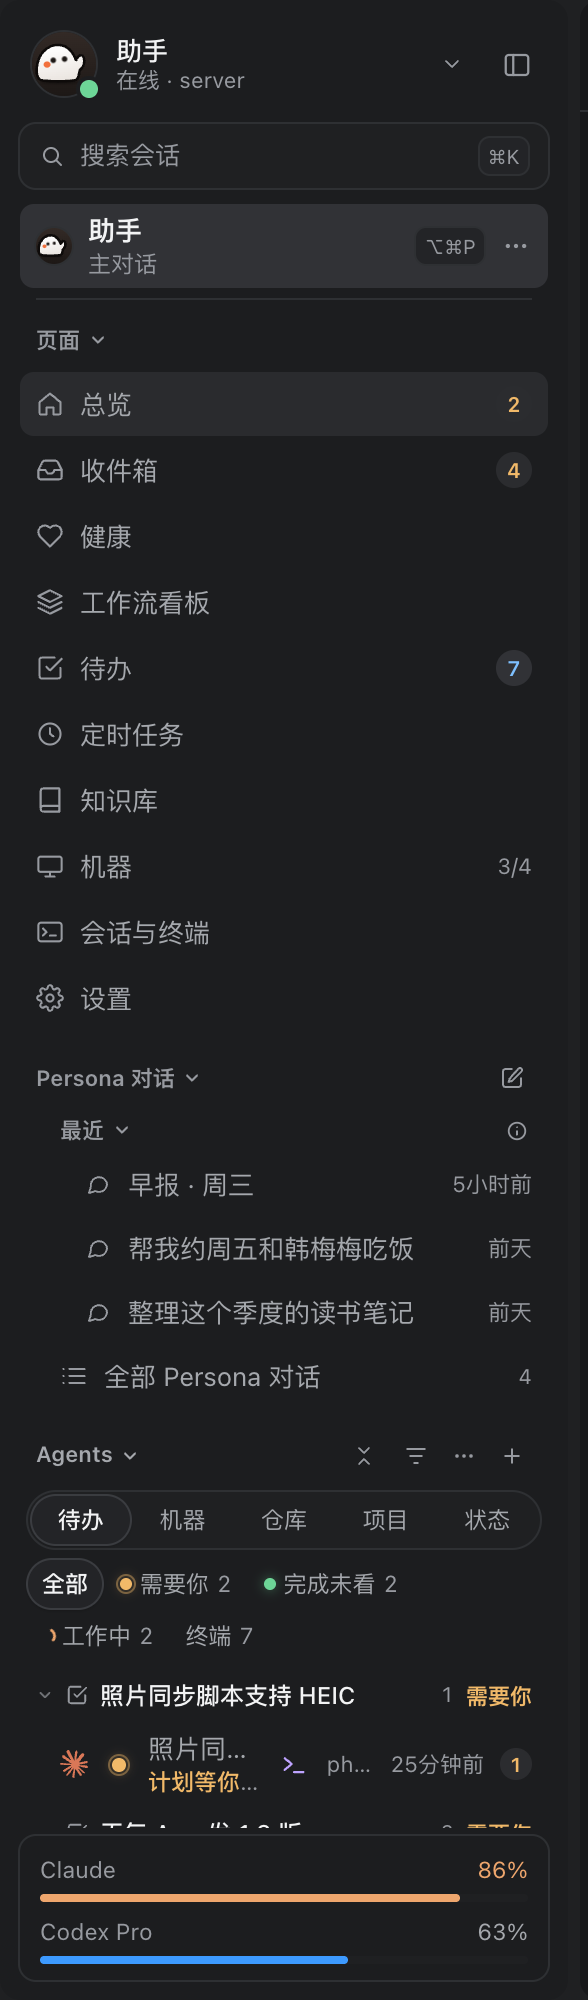 助手
在线 · server
搜索会话 ⌘K
助手
主对话 ⌥⌘P
页面
总览 2
收件箱 4
健康
工作流看板
待办 7
定时任务
知识库
机器 3/4
会话与终端
设置
Persona 对话
最近
早报 · 周三 5小时前
帮我约周五和韩梅梅吃饭 前天
整理这个季度的读书笔记 前天
全部 Persona 对话 4
Agents
待办 机器 仓库 项目 状态
全部 需要你 2 完成未看 2
工作中 2 终端 7
照片同步脚本支持 HEIC 1 需要你
照片同... ph... 25分钟前 1
计划等你...
Claude 86%
Codex Pro 63%